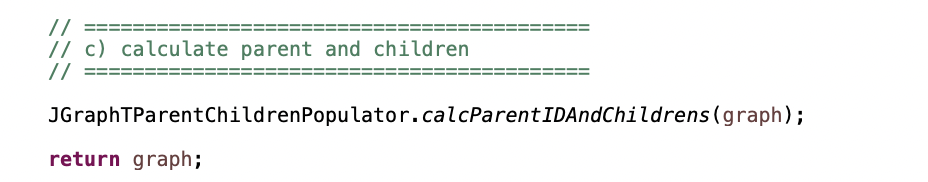 // ==========================================
// c) calculate parent and children
// ==========================================
JGraphTParentChildrenPopulator.calcParentIDAndChildrens(graph);
return graph;